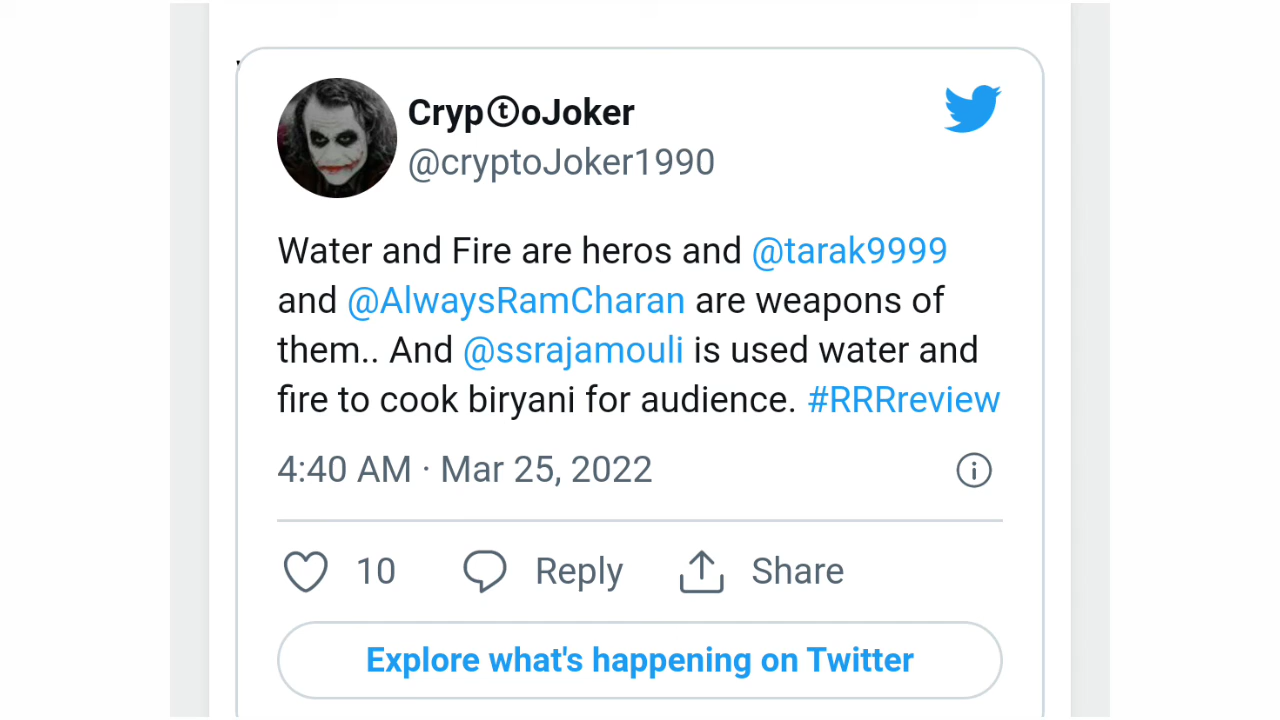 CrypⓣoJoker
@cryptoJoker1990
Water and Fire are heros and @tarak9999
and @AlwaysRamCharan are weapons of
them.. And @ssrajamouli is used water and
fire to cook biryani for audience. #RRRreview
4:40 AM · Mar 25, 2022
10 Reply Share
Explore what's happening on Twitter